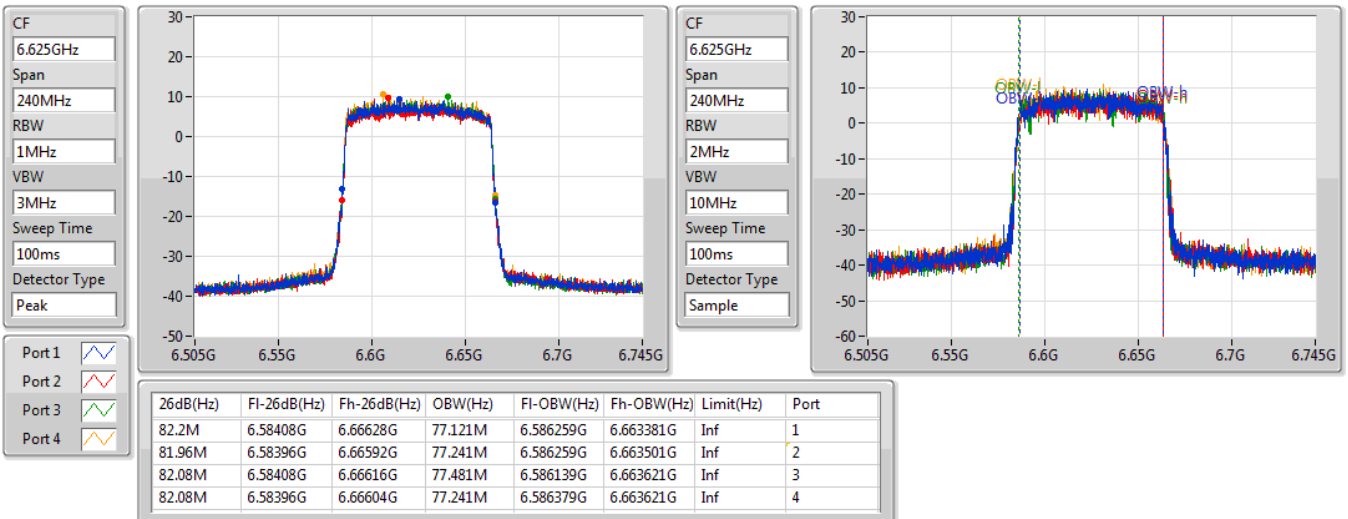 CF
6.625GHz
Span
240MHz
RBW
1MHz
VBW
3MHz
Sweep Time
100ms
Detector Type
Peak
30
20
10
0
-10
-20
-30
-40
-50
6.505G 6.55G 6.6G 6.65G 6.7G 6.745G
CF
6.625GHz
Span
240MHz
RBW
2MHz
VBW
10MHz
Sweep Time
100ms
Detector Type
Sample
30
20
10
0
-10
-20
-30
-40
-50
-60
OBW-h
6.505G 6.55G 6.6G 6.65G 6.7G 6.745G
Port 1
Port 2
Port 3
Port 4
26dB(Hz) Fl-26dB(Hz) Fh-26dB(Hz) OBW(Hz) Fl-OBW(Hz) Fh-OBW(Hz) Limit(Hz) Port
82.2M 6.58408G 6.66628G 77.121M 6.586259G 6.663381G Inf 1
81.96M 6.58396G 6.66592G 77.241M 6.586259G 6.663501G Inf 2
82.08M 6.58408G 6.66616G 77.481M 6.586139G 6.663621G Inf 3
82.08M 6.58396G 6.66604G 77.241M 6.586379G 6.663621G Inf 4